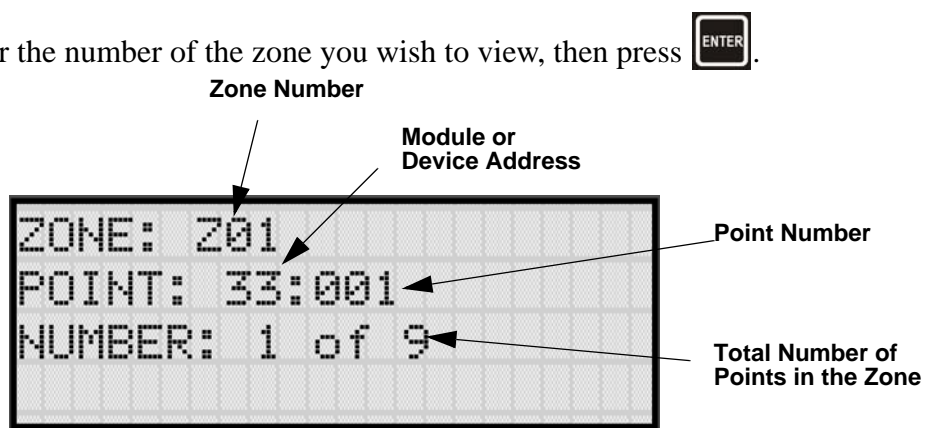 r the number of the zone you wish to view, then press ENTER.
Zone Number
Module or
Device Address
ZONE: Z01
POINT: 33:001
NUMBER: 1 of 9
Point Number
Total Number of
Points in the Zone